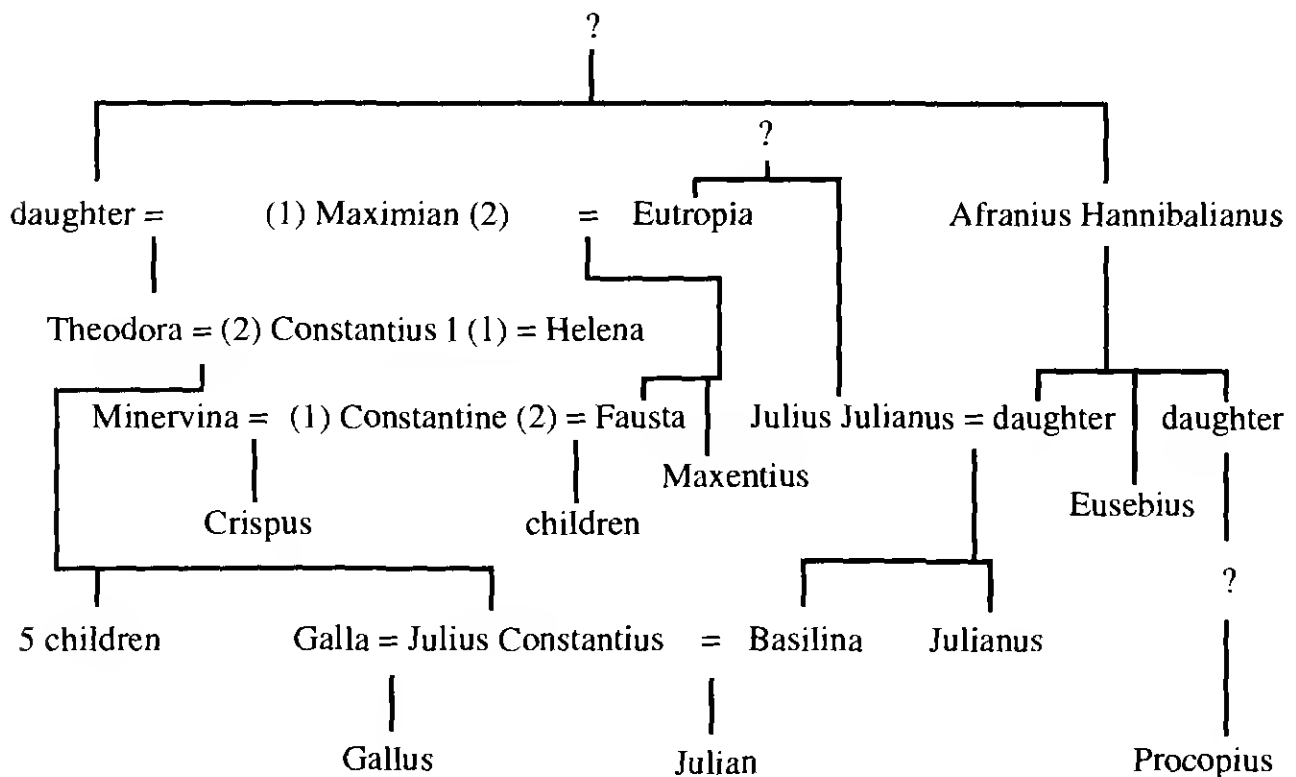 ?
?
daughter = (1) Maximian (2) = Eutropia Afranius Hannibalianus
Theodora = (2) Constantius 1 (1) = Helena
Minervina = (1) Constantine (2) = Fausta Julius Julianus = daughter daughter
Maxentius
Eusebius
Crispus children
?
5 children Galla = Julius Constantius = Basilina Julianus
Gallus Julian Procopius